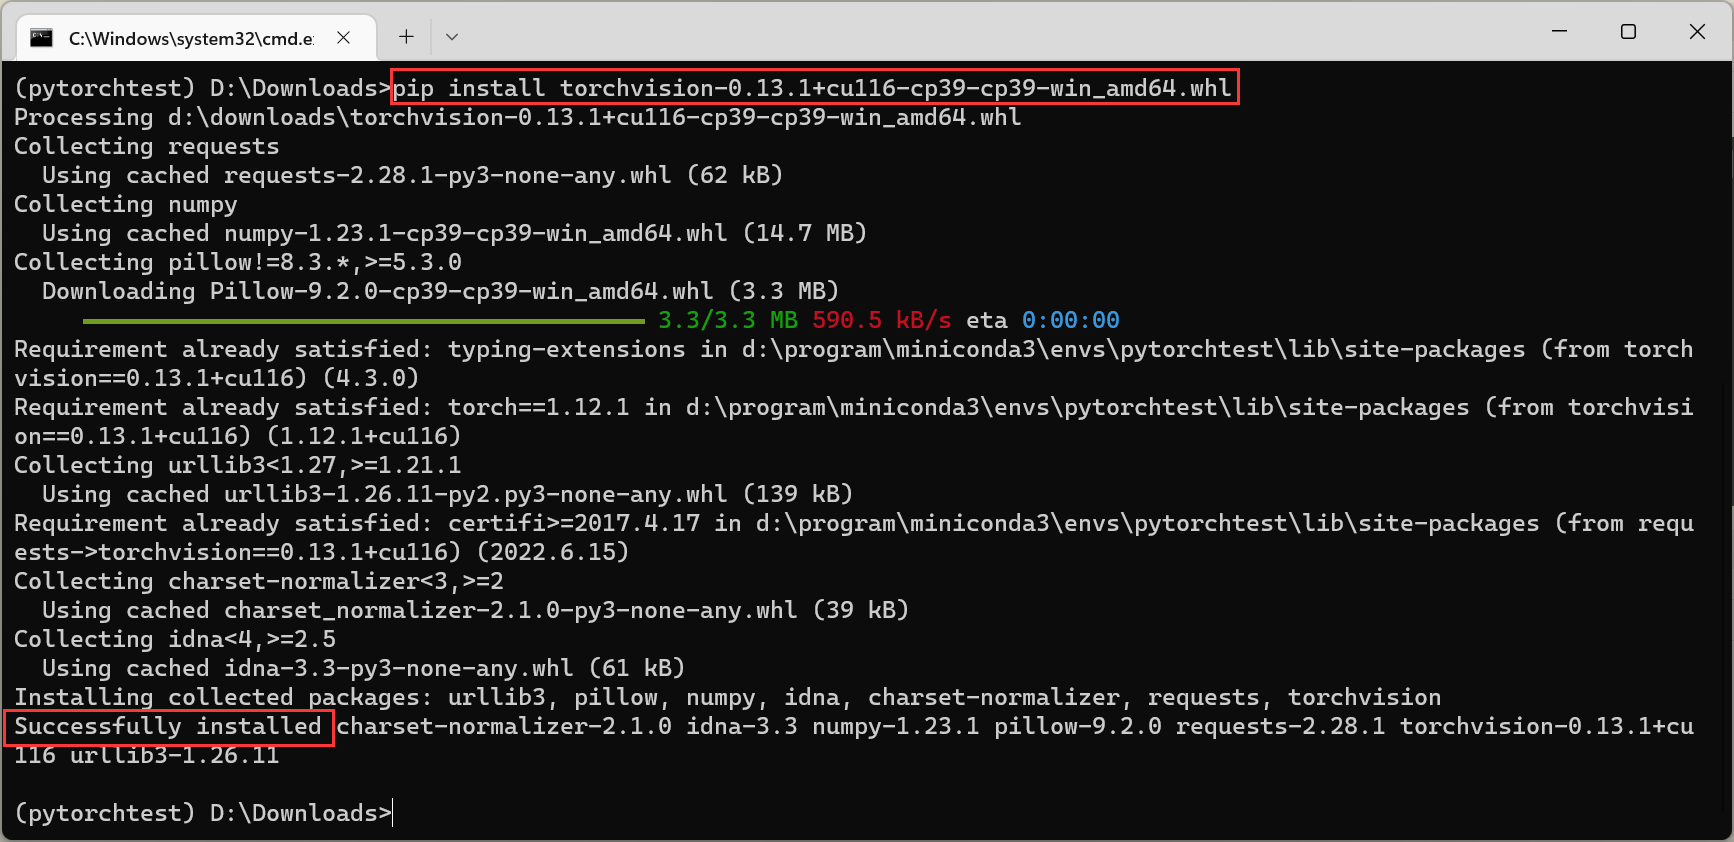 C:\Windows\system32\cmd.e
(pytorchtest) D:\Downloads>pip install torchvision-0.13.1+cu116-cp39-cp39-win_amd64.whl
Processing d:\downloads\torchvision-0.13.1+cu116-cp39-cp39-win_amd64.whl
Collecting requests
  Using cached requests-2.28.1-py3-none-any.whl (62 kB)
Collecting numpy
  Using cached numpy-1.23.1-cp39-cp39-win_amd64.whl (14.7 MB)
Collecting pillow!=8.3.*,>=5.3.0
  Downloading Pillow-9.2.0-cp39-cp39-win_amd64.whl (3.3 MB)
3.3/3.3 MB 590.5 kB/s eta 0:00:00
Requirement already satisfied: typing-extensions in d:\program\miniconda3\envs\pytorchtest\lib\site-packages (from torch
vision==0.13.1+cu116) (4.3.0)
Requirement already satisfied: torch==1.12.1 in d:\program\miniconda3\envs\pytorchtest\lib\site-packages (from torchvisi
on==0.13.1+cu116) (1.12.1+cu116)
Collecting urllib3<1.27,>=1.21.1
  Using cached urllib3-1.26.11-py2.py3-none-any.whl (139 kB)
Requirement already satisfied: certifi>=2017.4.17 in d:\program\miniconda3\envs\pytorchtest\lib\site-packages (from requ
ests->torchvision==0.13.1+cu116) (2022.6.15)
Collecting charset-normalizer<3,>=2
  Using cached charset_normalizer-2.1.0-py3-none-any.whl (39 kB)
Collecting idna<4,>=2.5
  Using cached idna-3.3-py3-none-any.whl (61 kB)
Installing collected packages: urllib3, pillow, numpy, idna, charset-normalizer, requests, torchvision
Successfully installed charset-normalizer-2.1.0 idna-3.3 numpy-1.23.1 pillow-9.2.0 requests-2.28.1 torchvision-0.13.1+cu
116 urllib3-1.26.11
(pytorchtest) D:\Downloads>